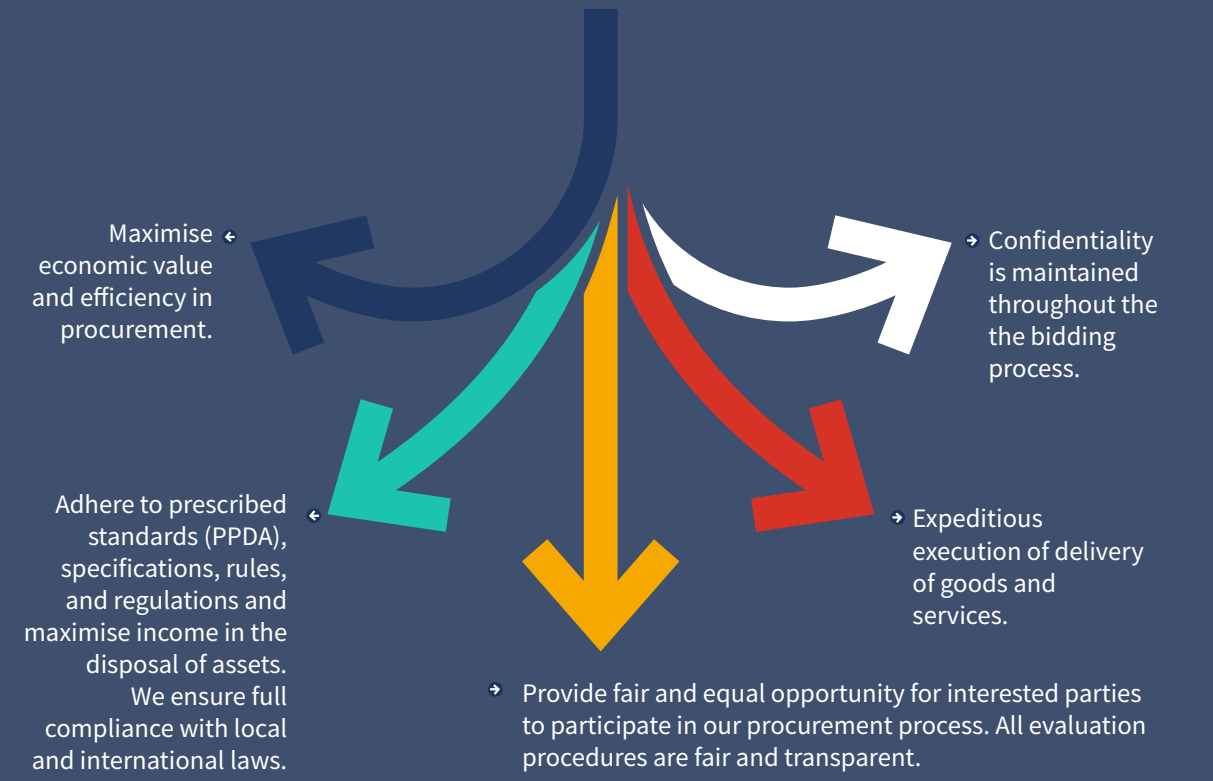 Maximise
economic value
and efficiency in
procurement.
Confidentiality
is maintained
throughout the
the bidding
process.
Adhere to prescribed
standards (PPDA),
specifications, rules,
and regulations and
maximise income in the
disposal of assets.
We ensure full
compliance with local
and international laws.
Expeditious
execution of delivery
of goods and
services.
Provide fair and equal opportunity for interested parties
to participate in our procurement process. All evaluation
procedures are fair and transparent.